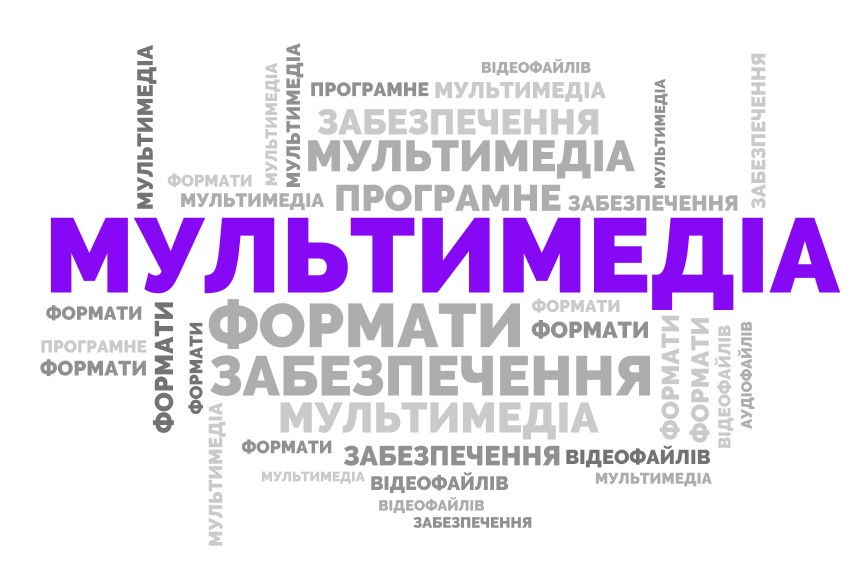 ВІДЕОФАЙЛІВ
ПРОГРАМНЕ МУЛЬТИМЕДІА
ЗАБЕЗПЕЧЕННЯ
МУЛЬТИМЕДІА
МУЛЬТИМЕДІА
МУЛЬТИМЕДІА
МУЛЬТИМЕДІА
МУЛЬТИМЕДІА
ЗАБЕЗПЕЧЕННЯ
ФОРМАТИ
МУЛЬТИМЕДІА ПРОГРАМНЕ ЗАБЕЗПЕЧЕННЯ
МУЛЬТИМЕДІА
ФОРМАТИ
ПРОГРАМНЕ
ФОРМАТИ
ФОРМАТИ
ФОРМАТИ
ФОРМАТИ
ФОРМАТИ
ФОРМАТИ
ЗАБЕЗПЕЧЕННЯ
МУЛЬТИМЕДІА
ФОРМАТИ
ФОРМАТИ
ВІДЕОФАЙЛІВ
АУДІОФАЙЛІВ
МУЛЬТИМЕДІА
ФОРМАТИ
ЗАБЕЗПЕЧЕННЯ ВІДЕОФАЙЛІВ
МУЛЬТИМЕДІА ВІДЕОФАЙЛІВ МУЛЬТИМЕДІА
ВІДЕОФАЙЛІВ
ЗАБЕЗПЕЧЕННЯ